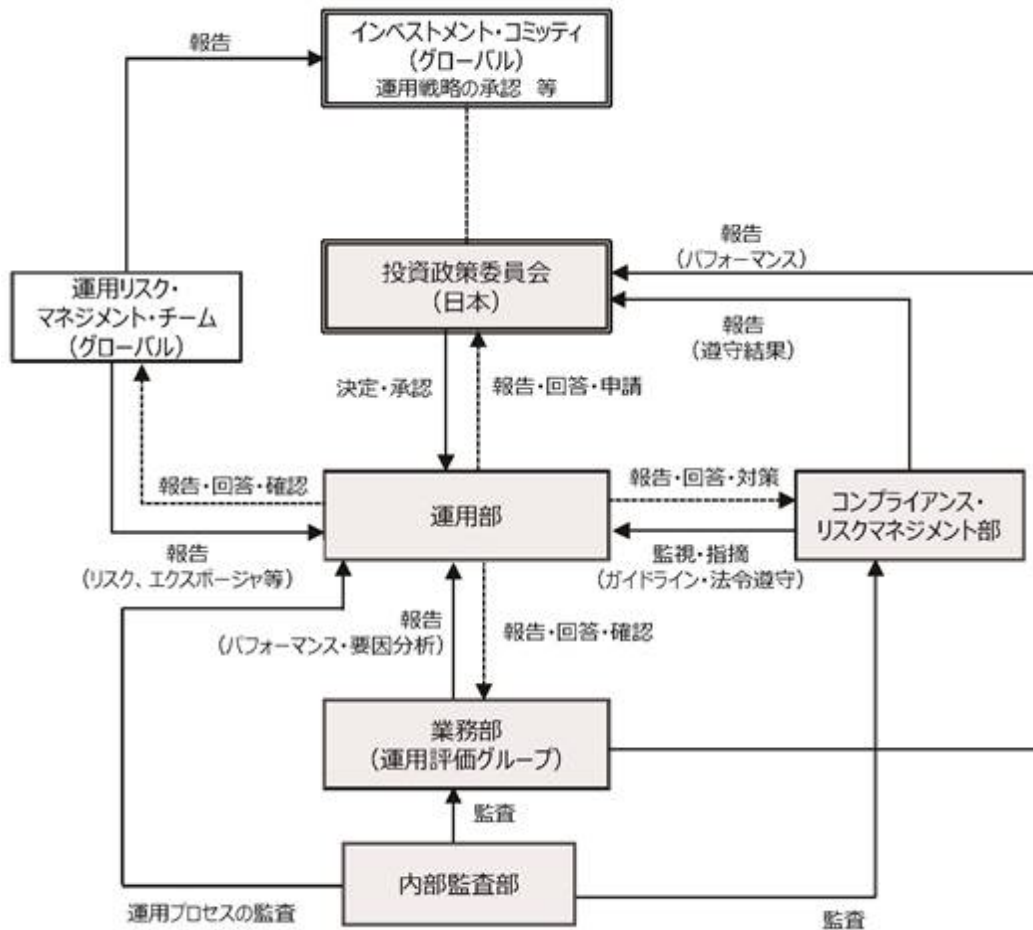 報告
インベストメント・コミッティ
(グローバル)
運用戦略の承認 等
報告
(パフォーマンス)
投資政策委員会
(日本)
運用リスク・
マネジメント・チーム
(グローバル)
報告
(遵守結果)
決定・承認
報告・回答・申請
報告・回答・確認
運用部
報告・回答・対策
コンプライアンス・
リスクマネジメント部
報告
(リスク、エクスポージャ等)
監視・指摘
(ガイドライン・法令遵守)
報告
(パフォーマンス・要因分析)
報告・回答・確認
業務部
(運用評価グループ)
監査
内部監査部
運用プロセスの監査
監査